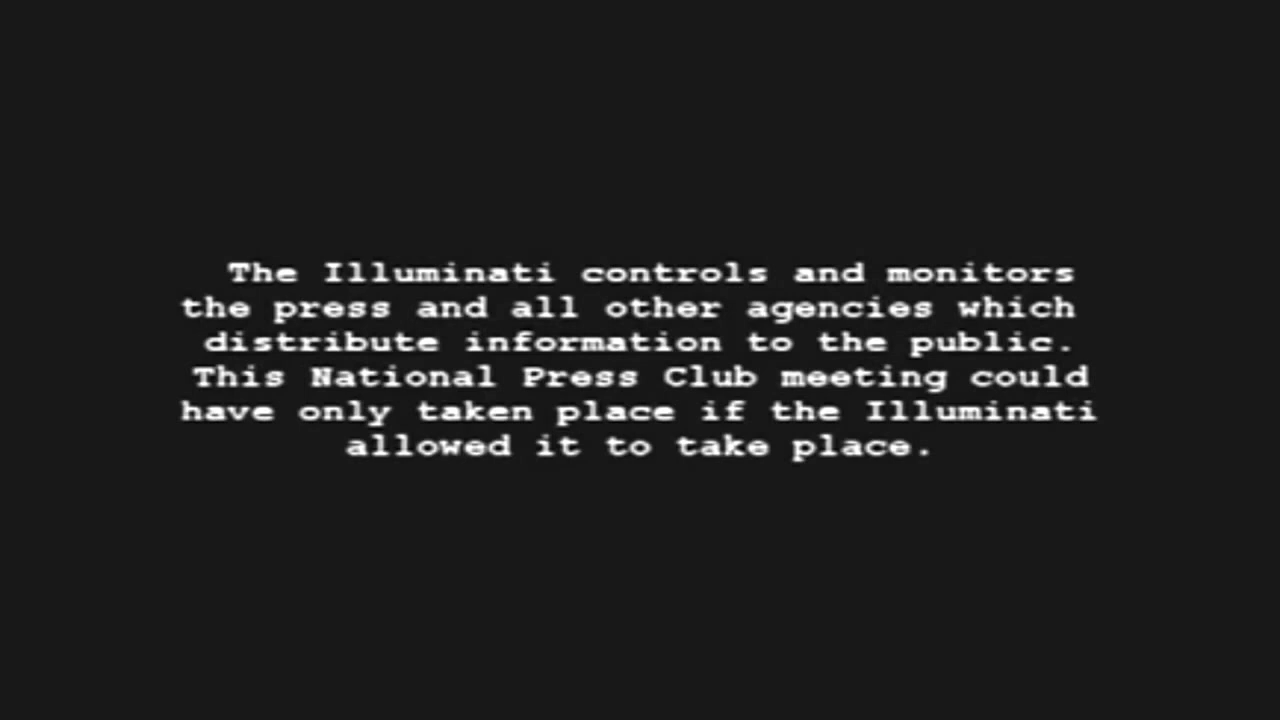 The Illuminati controls and monitors
the press and all other agencies which
distribute information to the public.
This National Press Club meeting could
have only taken place if the Illuminati
allowed it to take place.